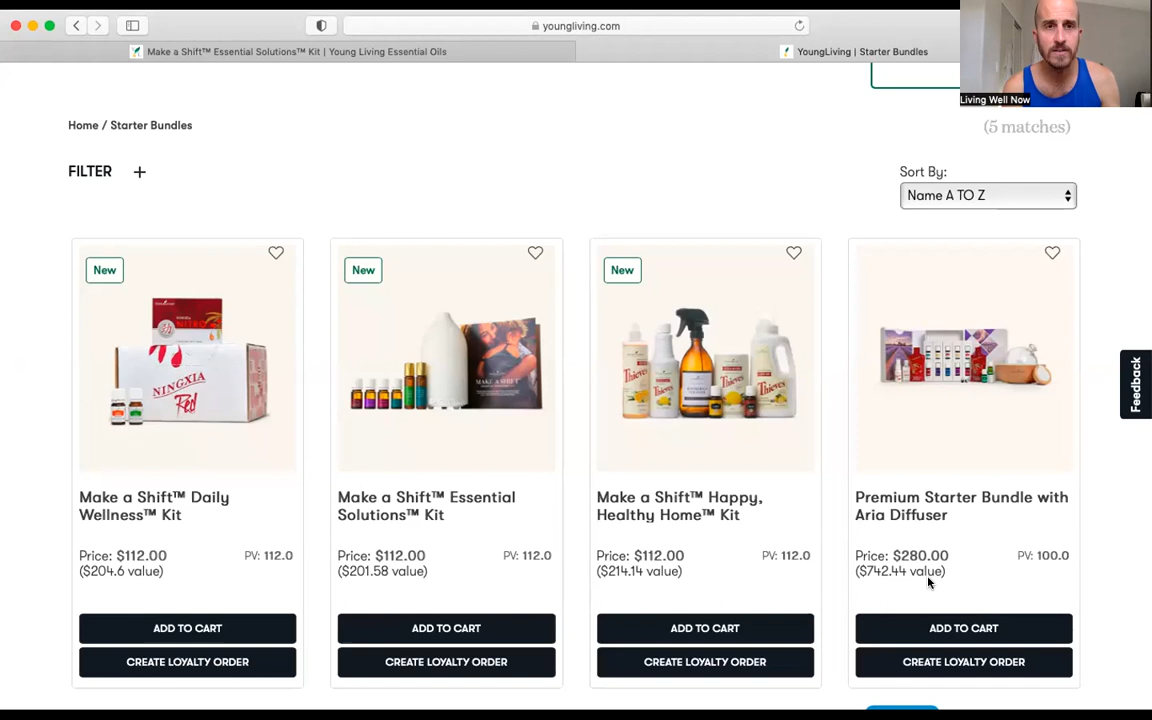 youngliving.com
Make a Shift™ Essential Solutions™ Kit | Young Living Essential Oils
YoungLiving | Starter Bundles
Living Well Now
Home / Starter Bundles
(5 matches)
FILTER +
Sort By:
Name A TO Z
New
New
New
NINGXIA
Red
MAKE A SHIFT
Thieves
Thieves
Thieves
Thieves
Feedback
Make a Shift™ Daily
Wellness™ Kit
Price: $112.00
PV: 112.0
($204.6 value)
ADD TO CART
CREATE LOYALTY ORDER
Make a Shift™ Essential
Solutions™ Kit
Price: $112.00
PV: 112.0
($201.58 value)
ADD TO CART
CREATE LOYALTY ORDER
Make a Shift™ Happy,
Healthy Home™ Kit
Price: $112.00
PV: 112.0
($214.14 value)
ADD TO CART
CREATE LOYALTY ORDER
Premium Starter Bundle with
Aria Diffuser
Price: $280.00
PV: 100.0
($742.44 value)
ADD TO CART
CREATE LOYALTY ORDER